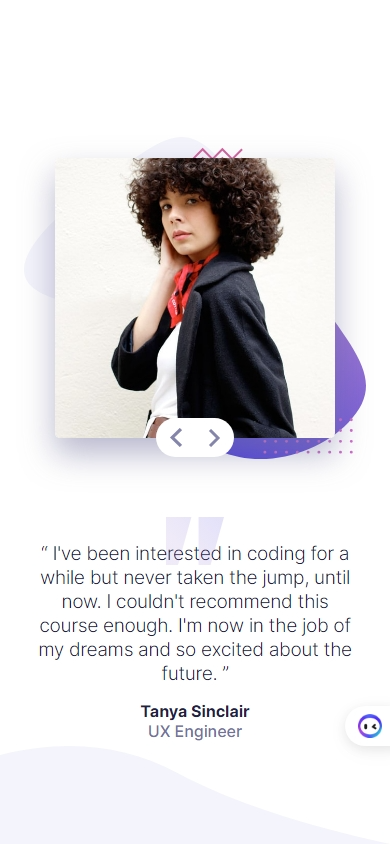 “ I've been interested in coding for a
while but never taken the jump, until
now. I couldn't recommend this
course enough. I'm now in the job of
my dreams and so excited about the
future. ”
Tanya Sinclair
UX Engineer